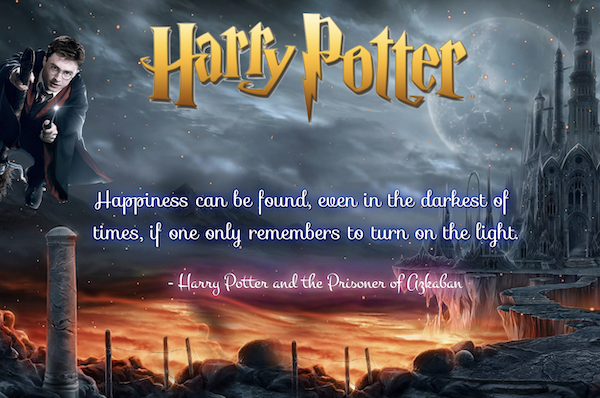 Harry Potter
Happiness can be found, even in the darkest of
times, if one only remembers to turn on the light.
- Harry Potter and the Prisoner of Azkaban